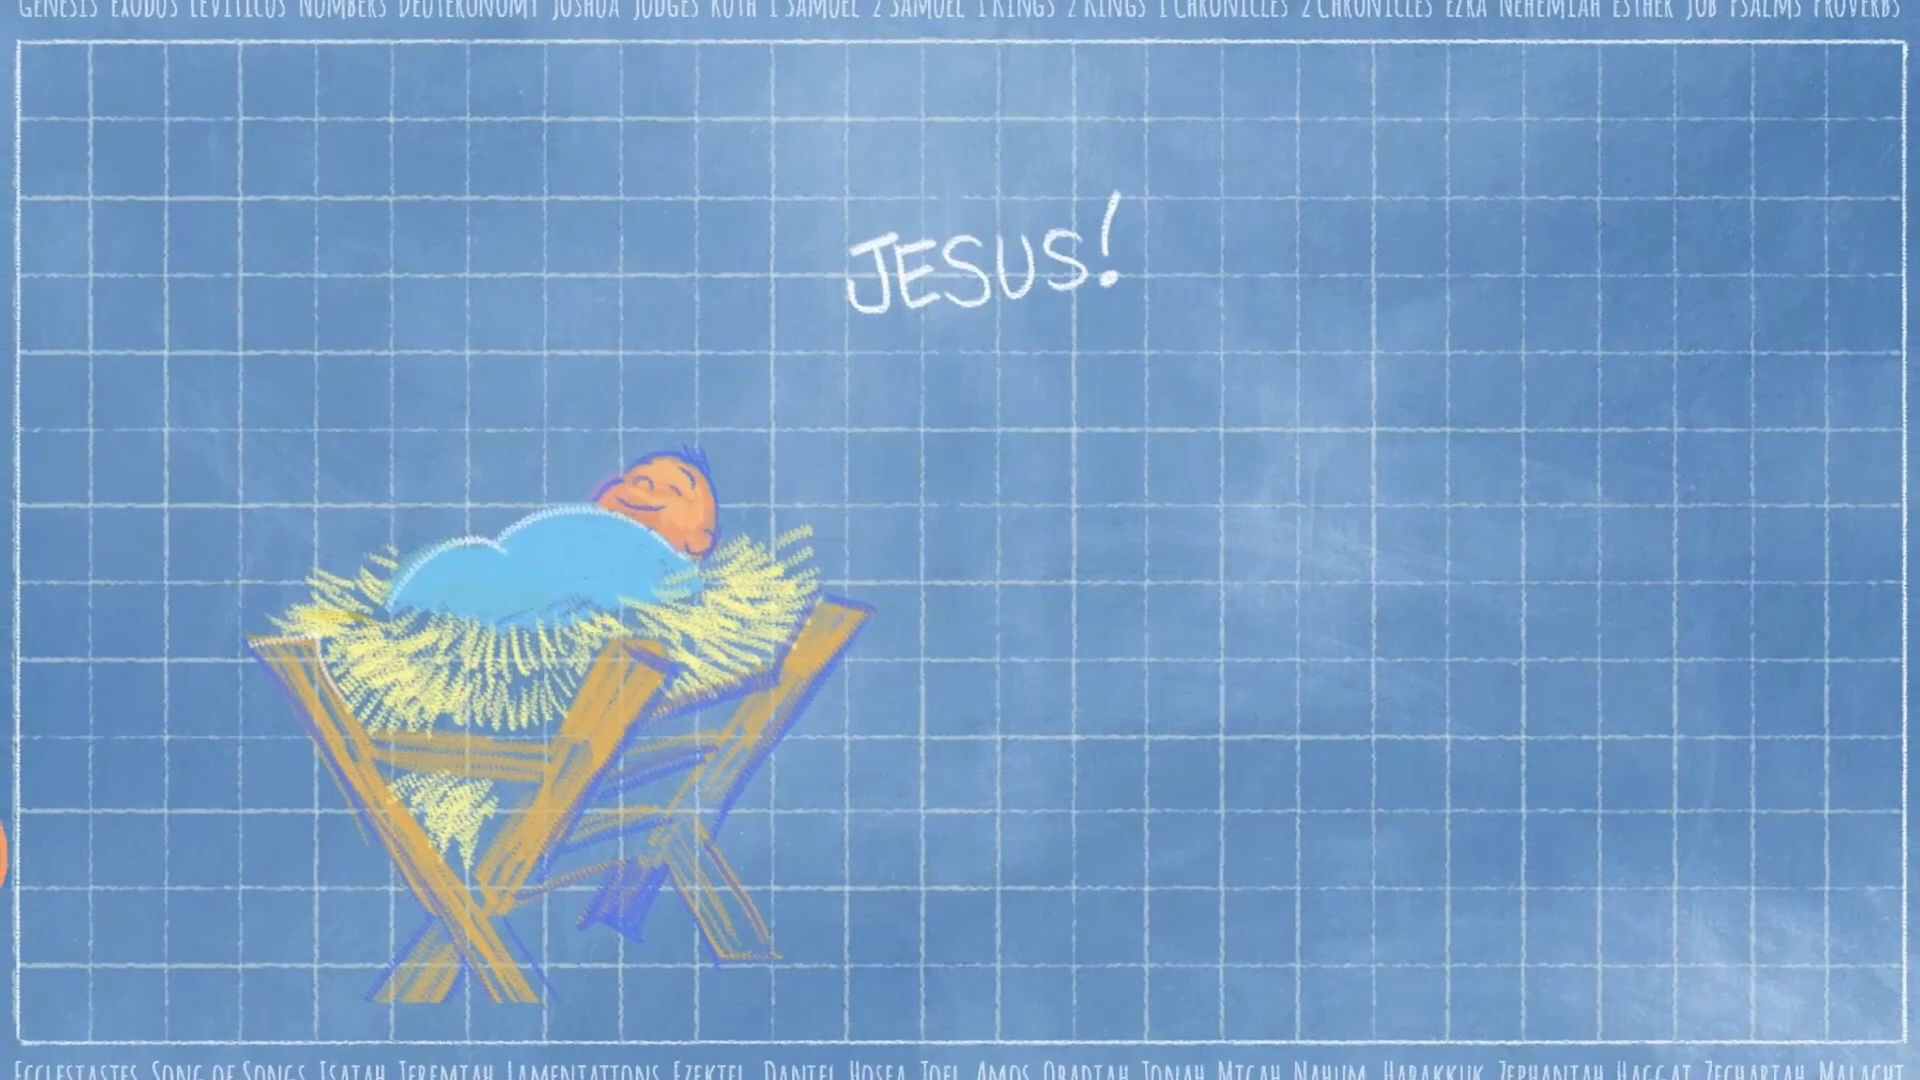 GENESIS EXODUS LEVITICUS NUMBERS DEUTERONOMY JOSHUA JUDGES RUTH 1 SAMUEL 2 SAMUEL 1 KINGS 2 KINGS 1 CHRONICLES 2 CHRONICLES EZRA NEHEMIAH ESTHER JOB PSALMS PROVERBS
JESUS!
ECCLESIASTES SONG OF SONGS ISAIAH JEREMIAH LAMENTATIONS EZEKIEL DANIEL HOSEA JOEL AMOS OBADIAH JONAH MICAH NAHUM HABAKKUK ZEPHANIAH HAGGAI ZECHARIAH MALACHI